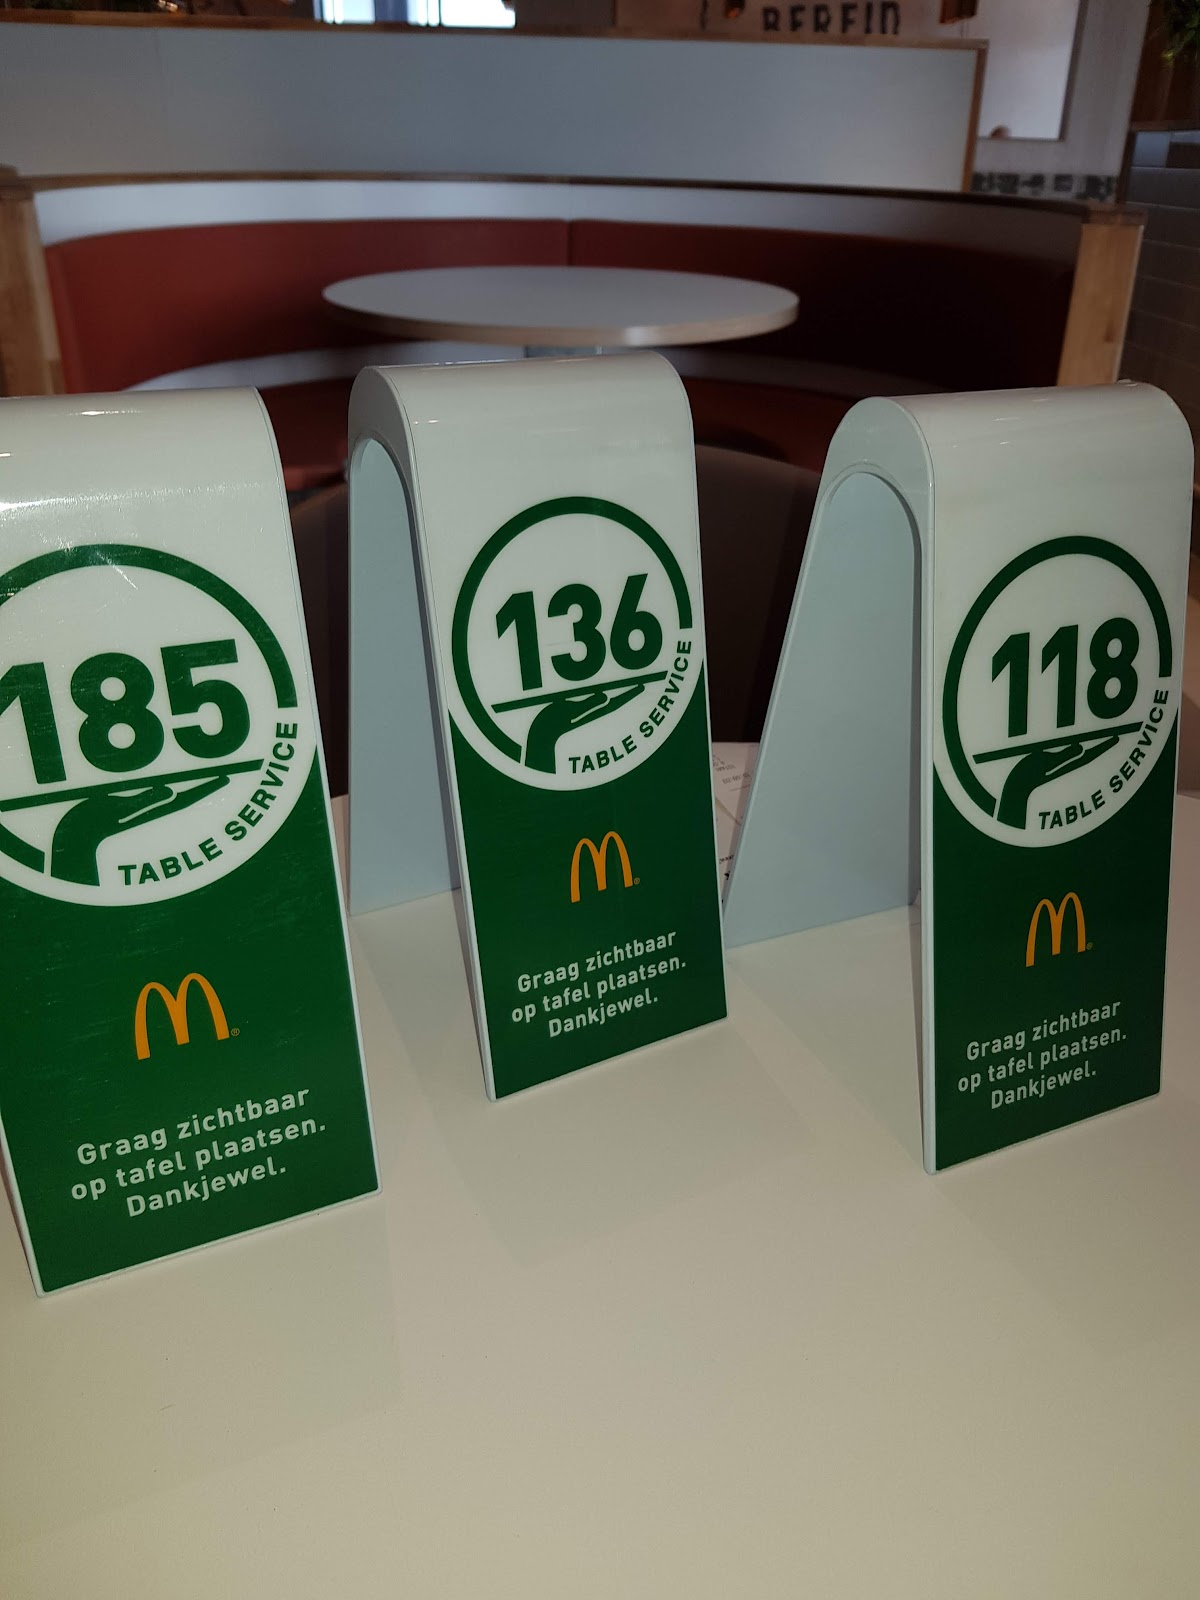 185
TABLE SERVICE
Graag zichtbaar
op tafel plaatsen.
Dankjewel.
136
TABLE SERVICE
Graag zichtbaar
op tafel plaatsen.
Dankjewel.
118
TABLE SERVICE
Graag zichtbaar
op tafel plaatsen.
Dankjewel.